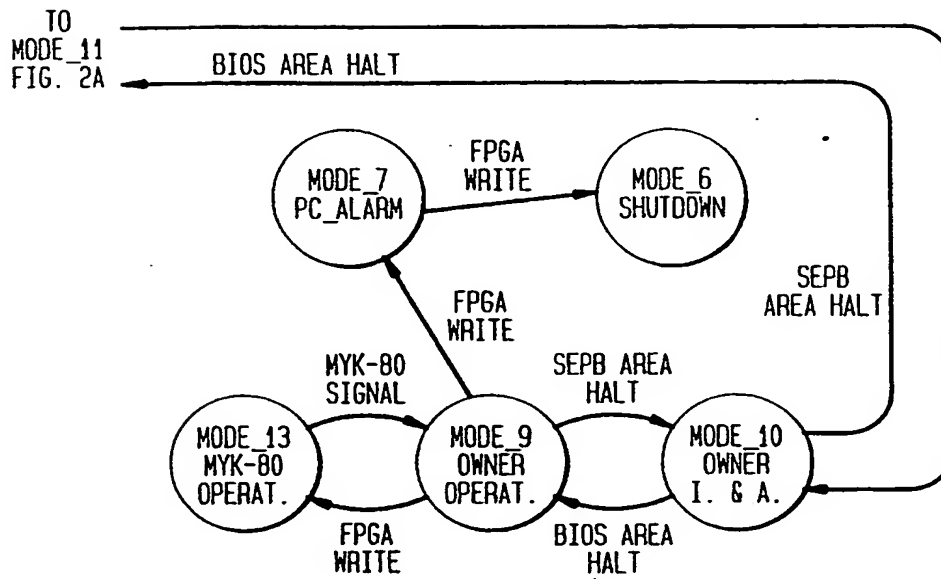 TO
MODE_11
FIG. 2A
BIOS AREA HALT
FPGA
WRITE
MODE_7
PC_ALARM
MODE_6
SHUTDOWN
SEPB
AREA HALT
FPGA
WRITE
MYK-80
SIGNAL
SEPB AREA
HALT
MODE_13
MYK-80
OPERAT.
MODE_9
OWNER
OPERAT.
MODE_10
OWNER
I. & A.
FPGA
WRITE
BIOS AREA
HALT